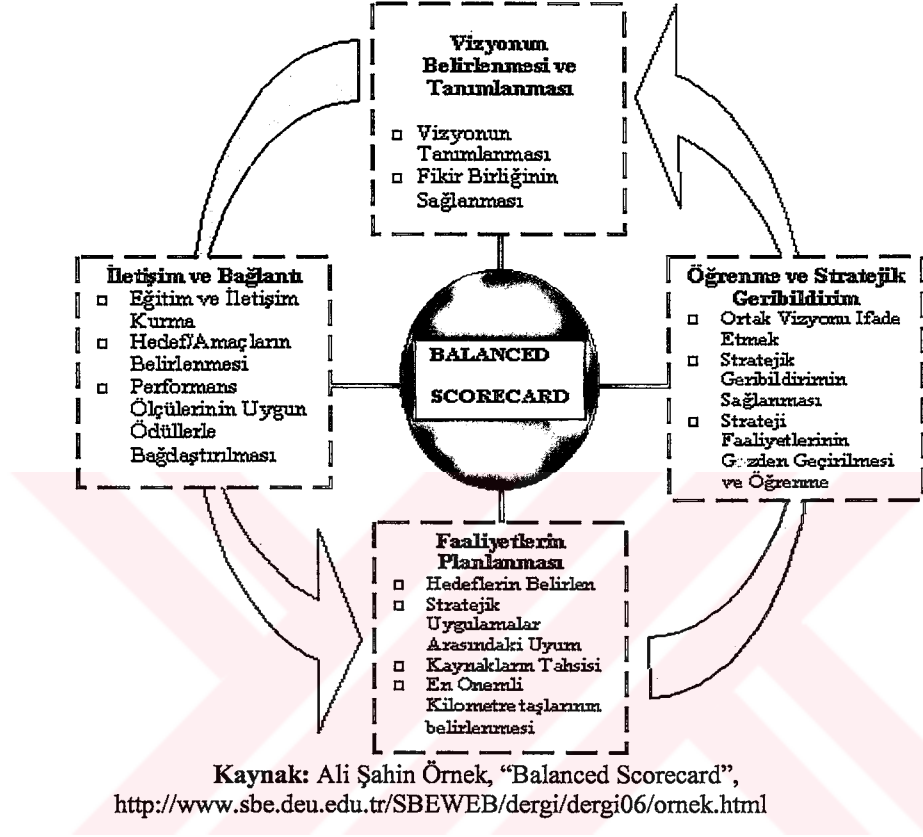 Vizyonun
Belirlenmesi ve
Tanımlanması
Vizyonun
Tanımlanması
Fikir Birliğinin
Sağlanması
İletişim ve Bağlantı
Eğitim ve İletişim
Kurma
Hedef/Amaçların
Belirlenmesi
Performans
Ölçülerinin Uygun
Ödüllerle
Bağdaştırılması
BALANCED
SCORECARD
Öğrenme ve Stratejik
Geribildirim
Ortak Vizyonu Ifade
Etmek
Stratejik
Geribildirimin
Sağlanması
Strateji
Faaliyetlerinin
Geçirilmesi
ve Öğrenme
Faaliyetlerin
Planlanması
Hedeflerin Belirlen
Stratejik
Uygulamalar
Arasındaki Uyum
Kaynakların Tahsisi
En Onemli
Kilometre taşlarının
belirlenmesi
Kaynak: Ali Şahin Örnek, “Balanced Scorecard”,
http://www.sbe.deu.edu.tr/SBEWEB/dergi/dergi06/ornek.html